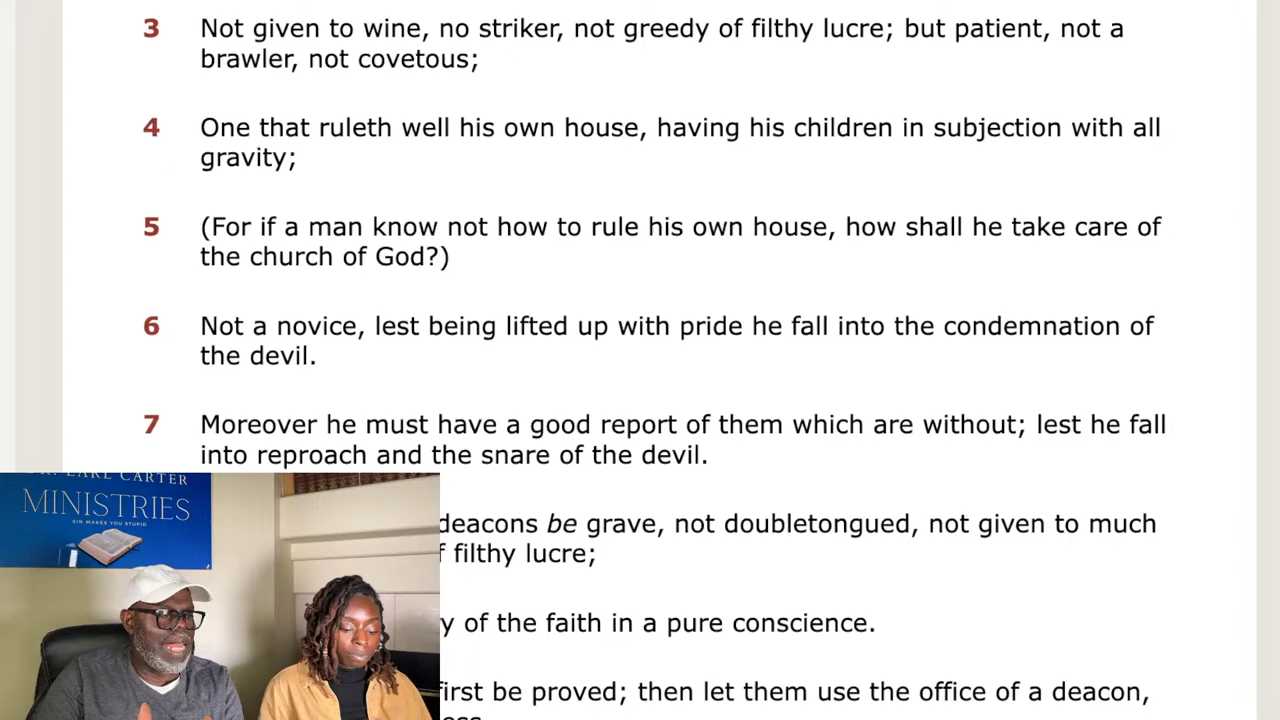 3 Not given to wine, no striker, not greedy of filthy lucre; but patient, not a
brawler, not covetous;
4 One that ruleth well his own house, having his children in subjection with all
gravity;
5 (For if a man know not how to rule his own house, how shall he take care of
the church of God?)
6 Not a novice, lest being lifted up with pride he fall into the condemnation of
the devil.
7 Moreover he must have a good report of them which are without; lest he fall
into reproach and the snare of the devil.
deacons be grave, not doubletongued, not given to much
filthy lucre;
y of the faith in a pure conscience.
first be proved; then let them use the office of a deacon,
CARTER
MINISTRIES
SIN MAKES YOU STUPID